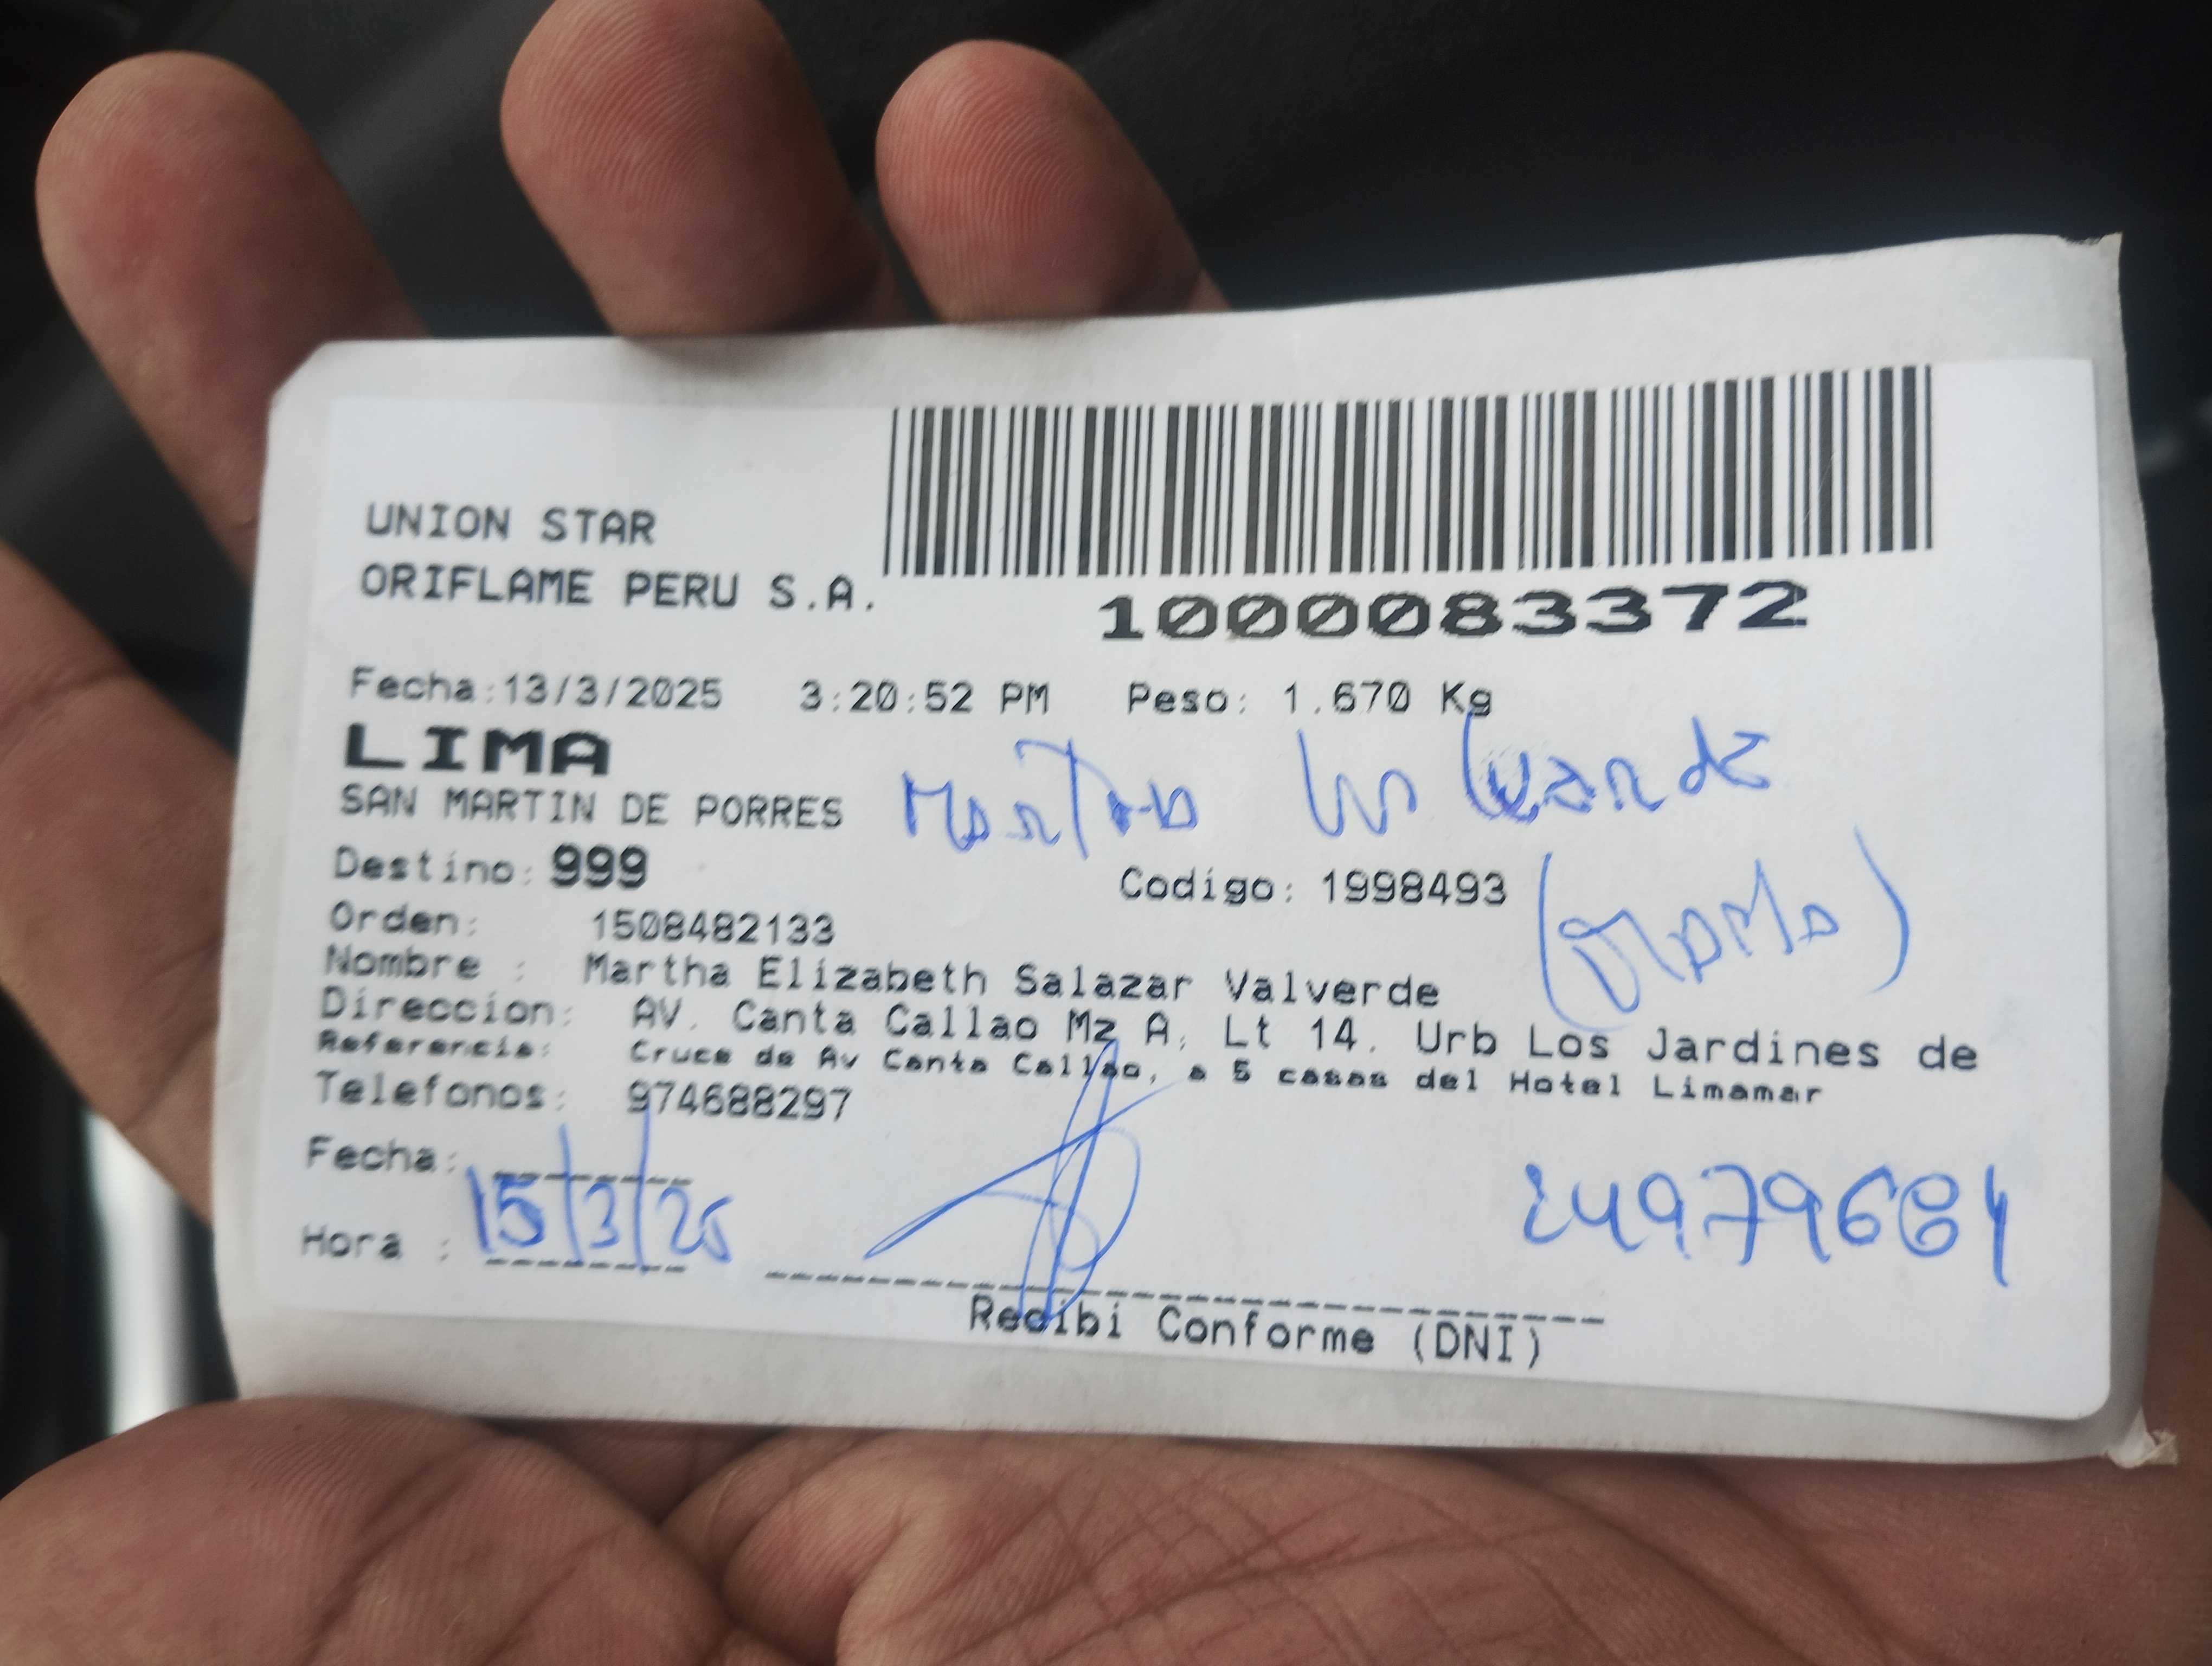 UNION STAR
ORIFLAME PERU S.A.
1000083372
Fecha:13/3/2025 3:20:52 PM Peso: 1.670 Kg
LIMA
SAN MARTIN DE PORRES
Destino: 999 Codigo: 1998493
Orden: 1508482133
Nombre : Martha Elizabeth Salazar Valverde
Direccion: AV. Canta Callao Mz A, Lt 14. Urb Los Jardines de
Referencia: Cruce de Av Canta Callao, a 5 casas del Hotel Limamar
Telefonos: 974688297
Fecha:
15/3/25
Hora :
Recibi Conforme (DNI)